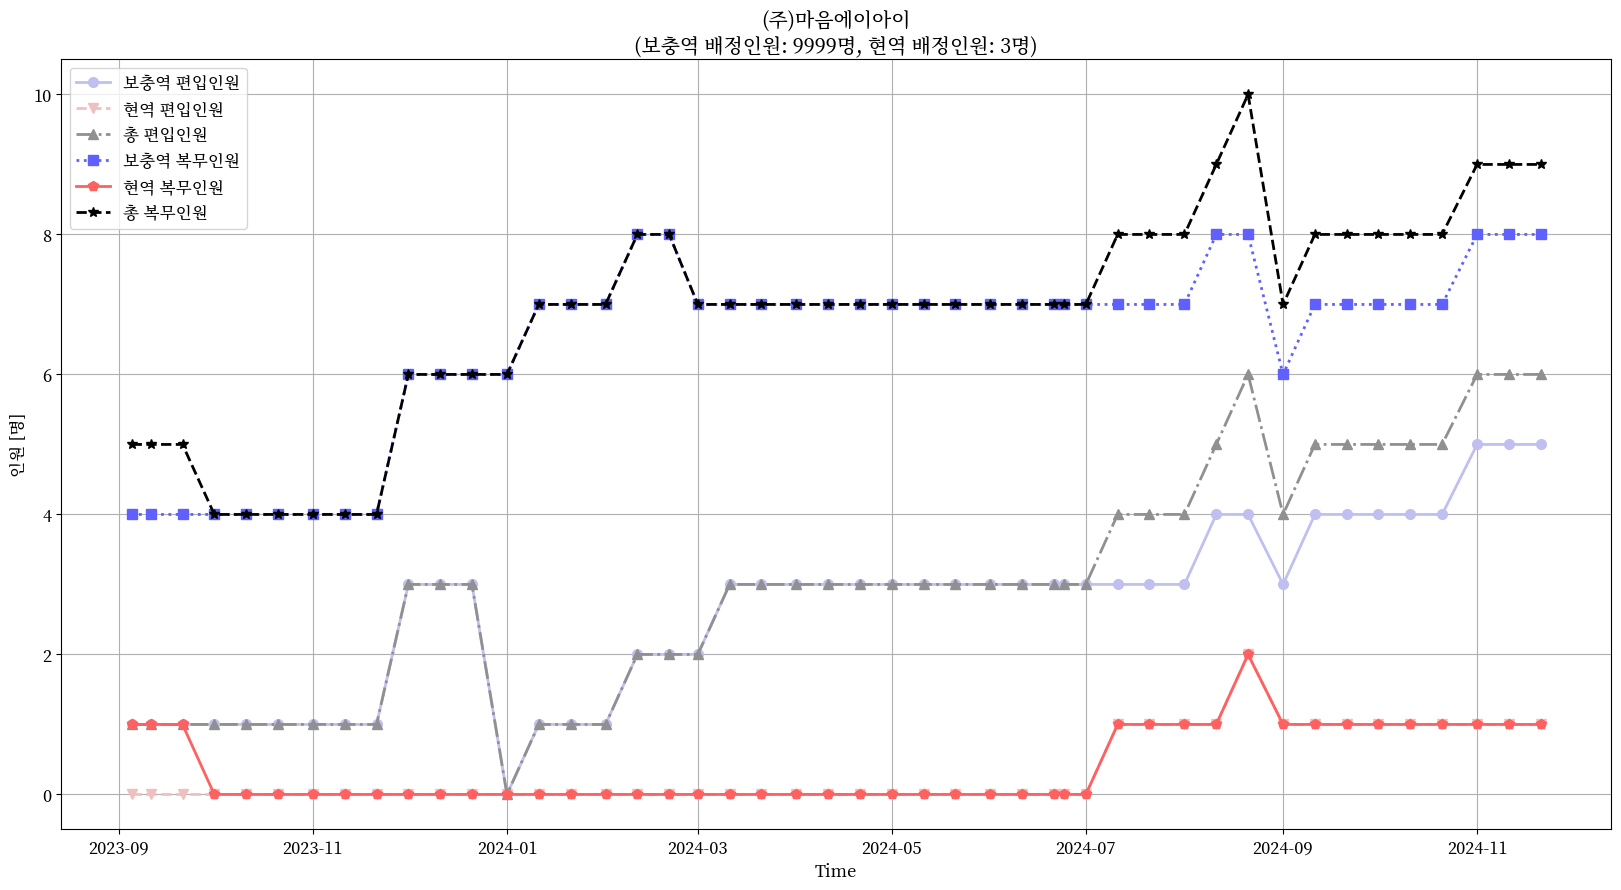 (주)마음에이아이
(보충역 배정인원: 9999명, 현역 배정인원: 3명)
보충역 편입인원
현역 편입인원
총 편입인원
보충역 복무인원
현역 복무인원
총 복무인원
10
8
6
4
2
0
인원 [명]
2023-09
2023-11
2024-01
2024-03
2024-05
2024-07
2024-09
2024-11
Time